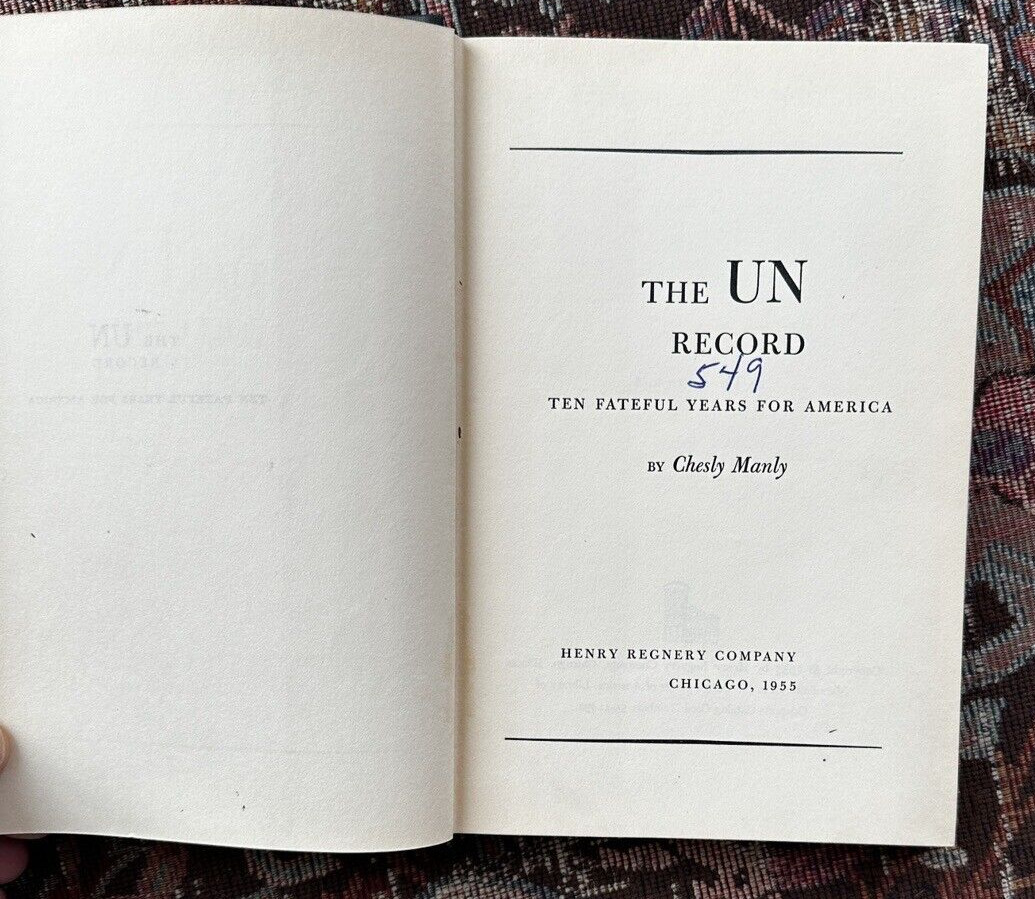 THE UN
RECORD
549
TEN FATEFUL YEARS FOR AMERICA
BY Chesly Manly
HENRY REGNERY COMPANY
CHICAGO, 1955